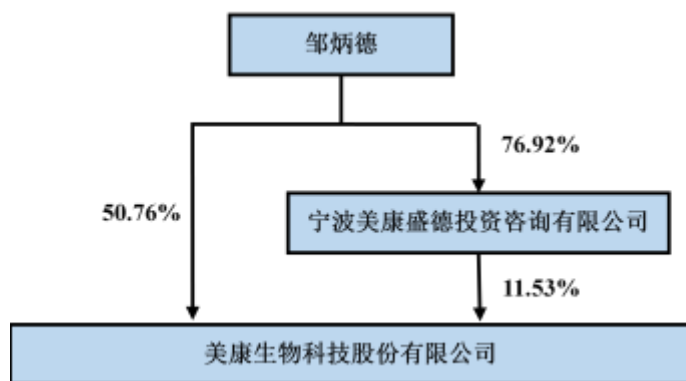 邹炳德
76.92%
50.76%
宁波美康盛德投资咨询有限公司
11.53%
美康生物科技股份有限公司